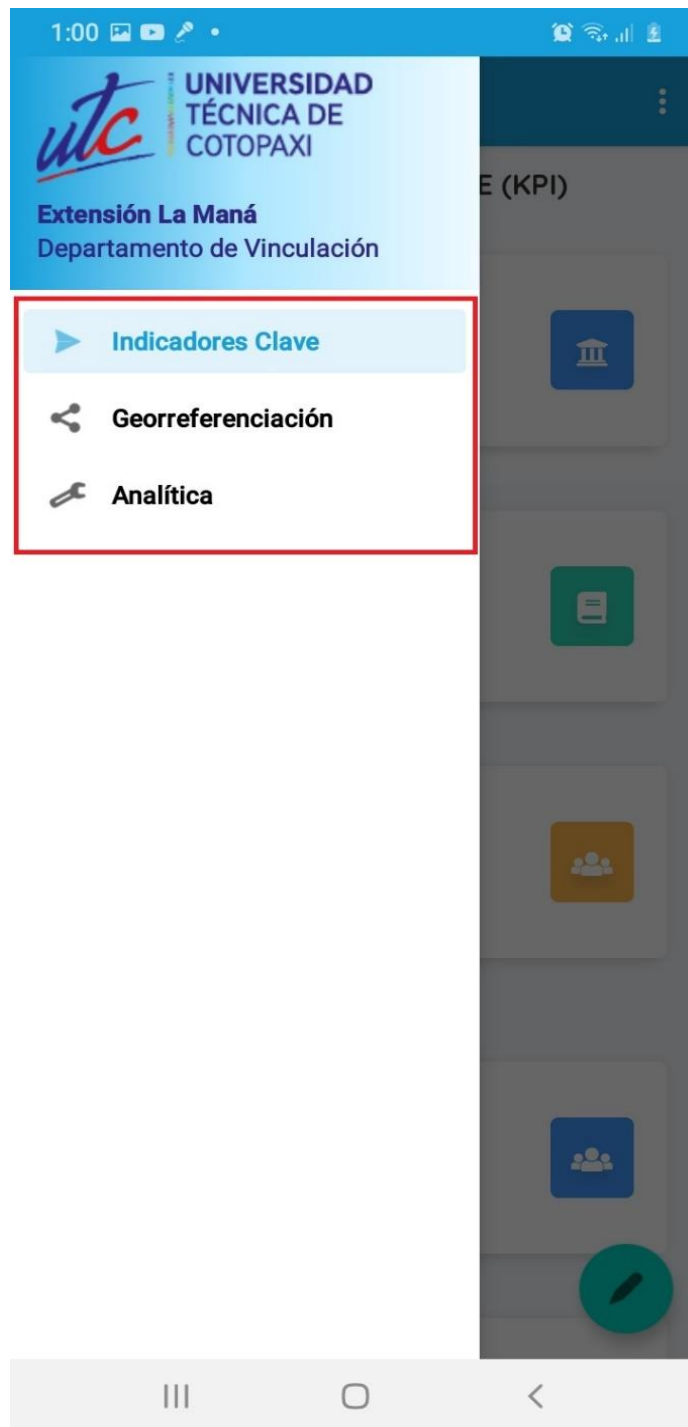 1:00
utc
UNIVERSIDAD
TÉCNICA DE
COTOPAXI
Extensión La Maná
Departamento de Vinculación
E (KPI)
Indicadores Clave
Georreferenciación
Analítica